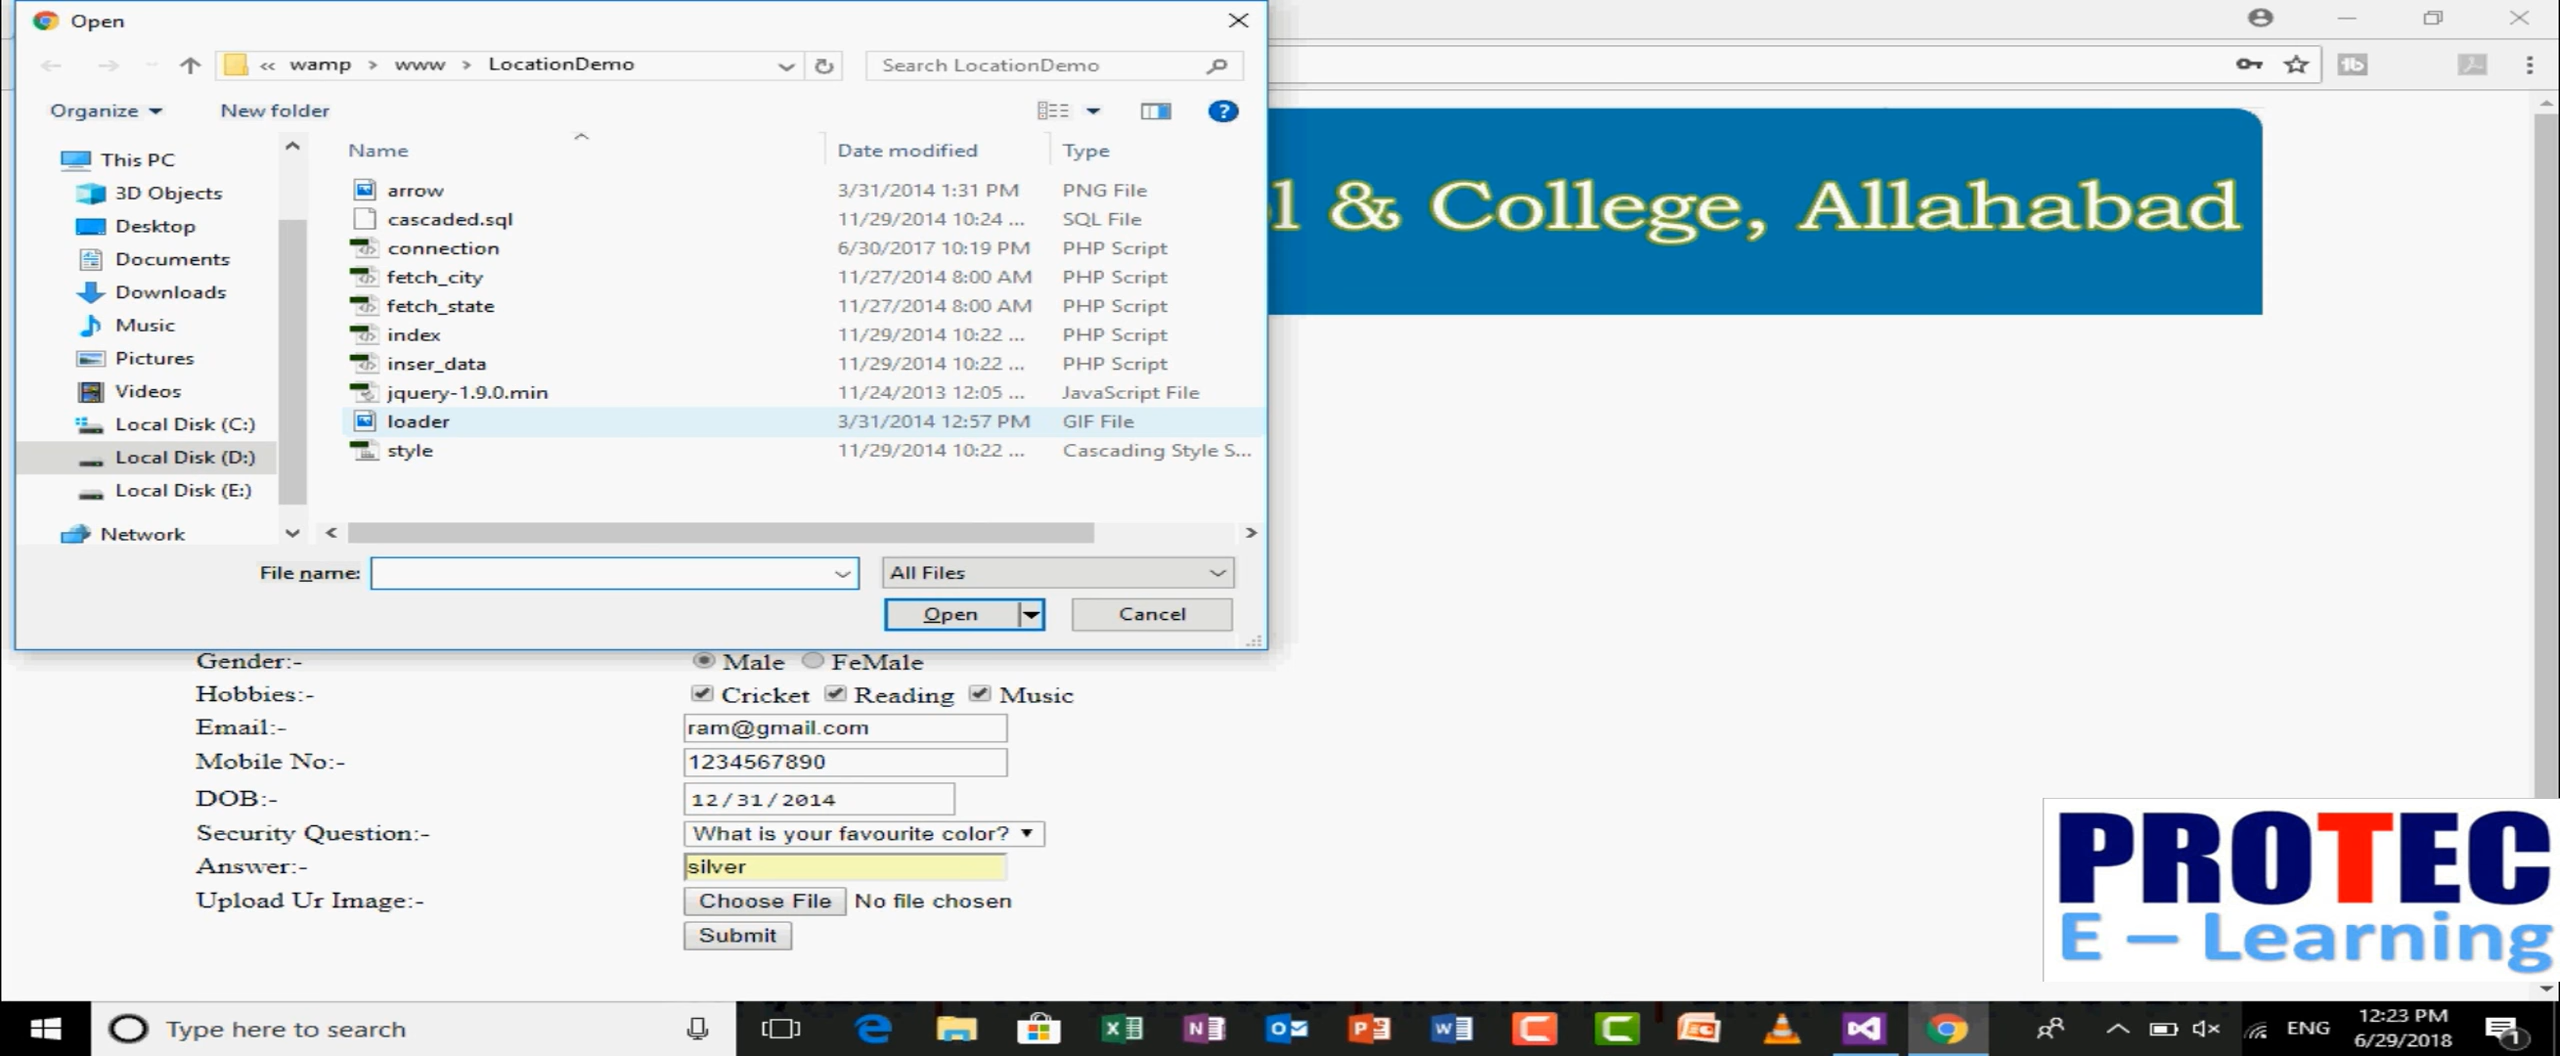 Open
« wamp > www > LocationDemo
Search LocationDemo
Organize
New folder
This PC
3D Objects
Desktop
Documents
Downloads
Music
Pictures
Videos
Local Disk (C:)
Local Disk (D:)
Local Disk (E:)
Network
Name Date modified Type
arrow 3/31/2014 1:31 PM PNG File
cascaded.sql 11/29/2014 10:24 ... SQL File
connection 6/30/2017 10:19 PM PHP Script
fetch_city 11/27/2014 8:00 AM PHP Script
fetch_state 11/27/2014 8:00 AM PHP Script
index 11/29/2014 10:22 ... PHP Script
inser_data 11/29/2014 10:22 ... PHP Script
jquery-1.9.0.min 11/24/2013 12:05 ... JavaScript File
loader 3/31/2014 12:57 PM GIF File
style 11/29/2014 10:22 ... Cascading Style S...
File name:
All Files
Open
Cancel
l & College, Allahabad
Gender:- Male FeMale
Hobbies:- Cricket Reading Music
Email:- ram@gmail.com
Mobile No:- 1234567890
DOB:- 12/31/2014
Security Question:- What is your favourite color?
Answer:- silver
Upload Ur Image:- Choose File No file chosen
Submit
PROTEC
E – Learning
Type here to search
ENG
12:23 PM
6/29/2018